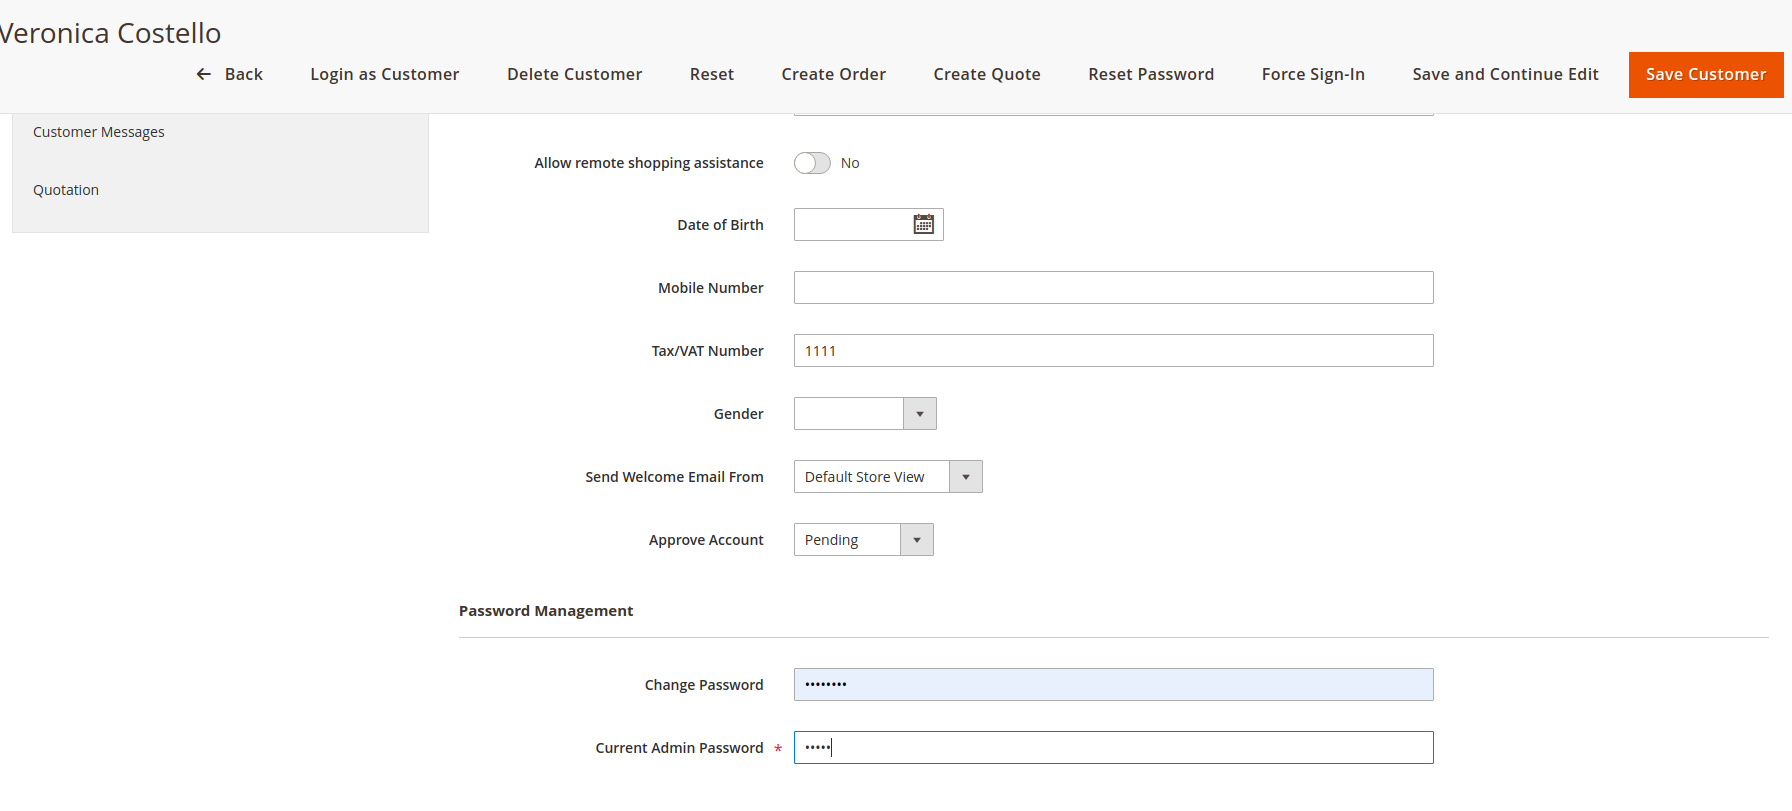 Veronica Costello
Back Login as Customer Delete Customer Reset Create Order Create Quote Reset Password Force Sign-In Save and Continue Edit Save Customer
Customer Messages
Quotation
Allow remote shopping assistance No
Date of Birth
Mobile Number
Tax/VAT Number 1111
Gender
Send Welcome Email From Default Store View
Approve Account Pending
Password Management
Change Password ••••••••
Current Admin Password * •••••